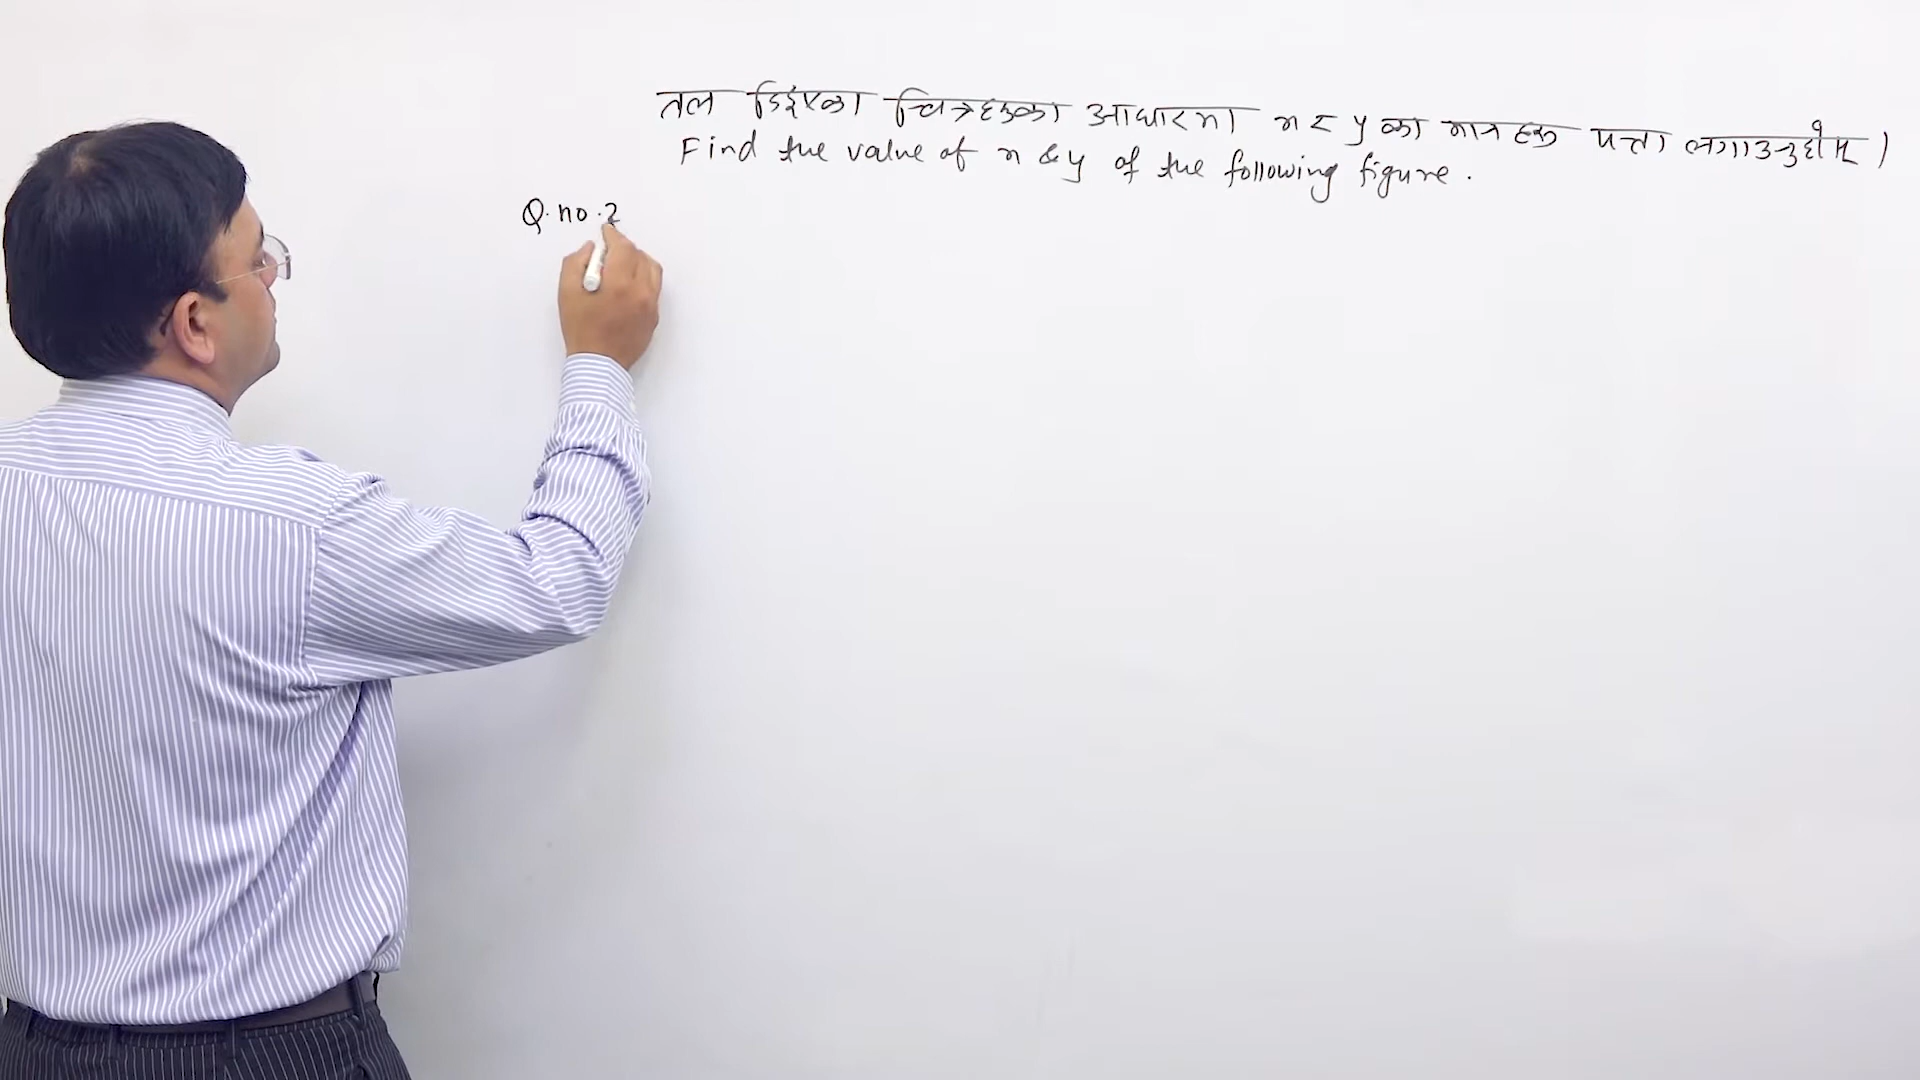 तल दिइएका चित्रहरुका आधारमा x र y का मान हरू पत्ता लगाउनुहोस् ।
Find the value of x & y of the following figure.
Q. no. 2